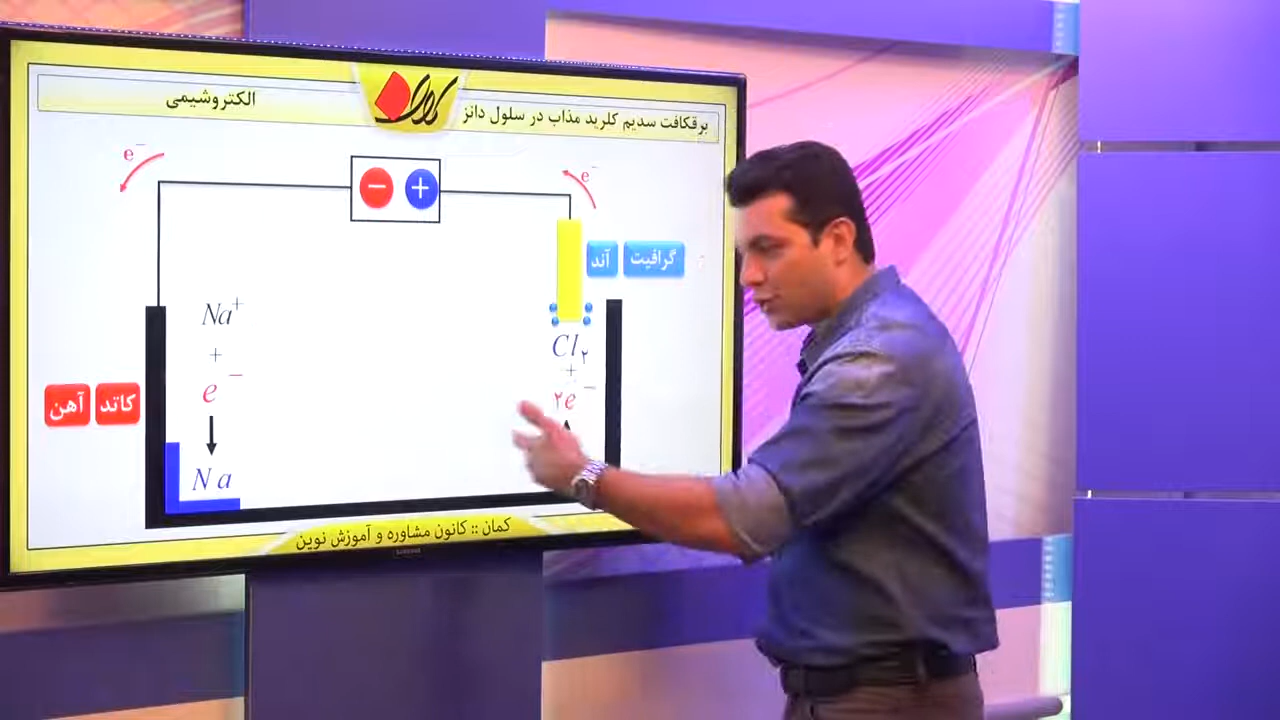 برقکافت سدیم کلرید مذاب در سلول دانز
الکتروشیمی
کمان
e⁻
e⁻
− +
آند
گرافیت
Na⁺
+
e⁻
Na
Cl۲
+
۲e⁻
کاتد
آهن
کمان :: کانون مشاوره و آموزش نوین
SAMSUNG